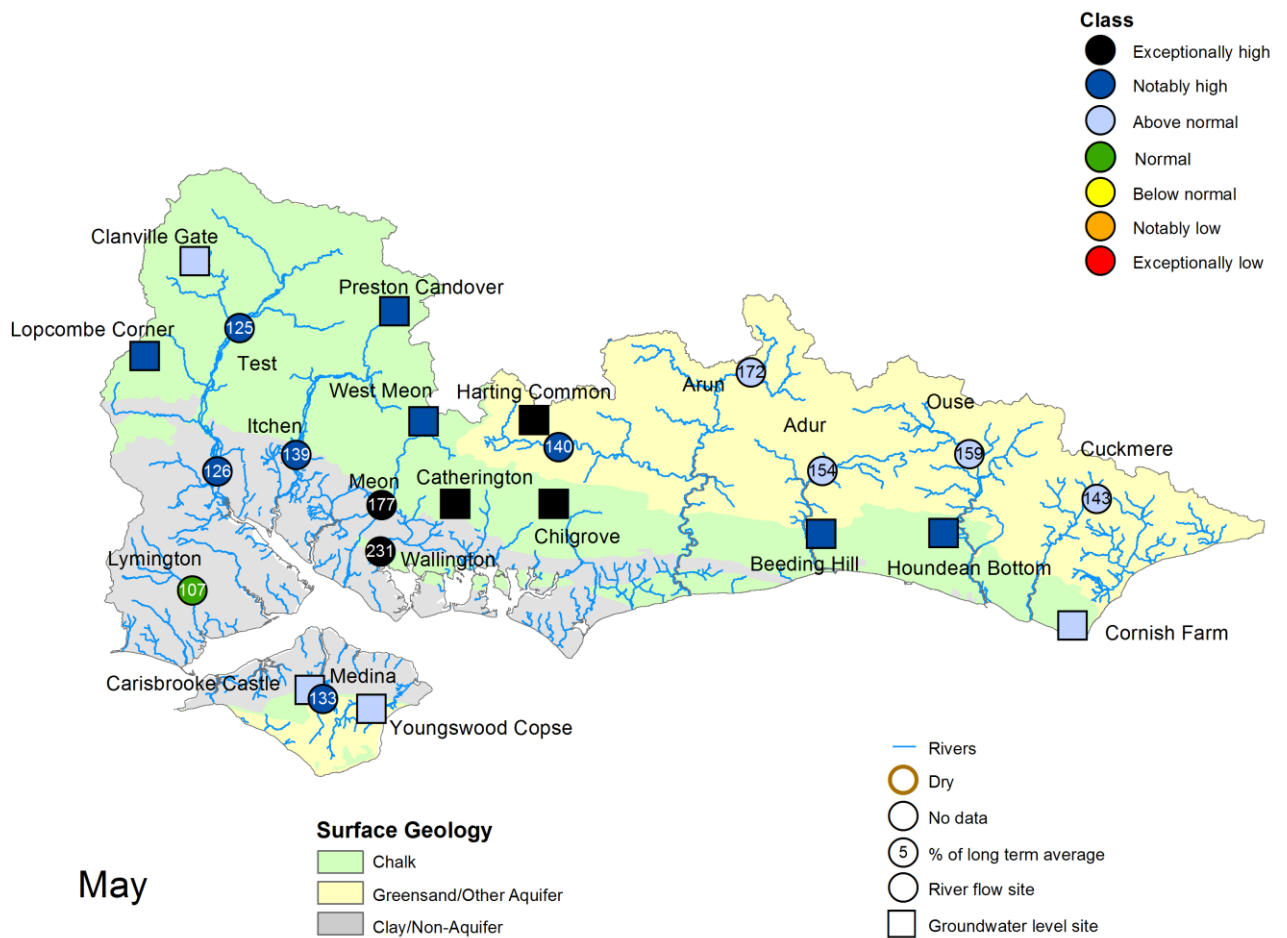 Class
Exceptionally high
Notably high
Above normal
Normal
Below normal
Notably low
Exceptionally low
Clanville Gate
Preston Candover
Lopcombe Corner
125
Test
West Meon
Harting Common
Arun
172
Ouse
Adur
Itchen
Cuckmere
139
140
159
126
154
Meon
Catherington
143
177
Chilgrove
231
Wallington
Beeding Hill
Houndean Bottom
Lymington
107
Cornish Farm
Carisbrooke Castle
Medina
133
Youngswood Copse
Rivers
Dry
No data
5
% of long term average
River flow site
Groundwater level site
Surface Geology
Chalk
Greensand/Other Aquifer
Clay/Non-Aquifer
May